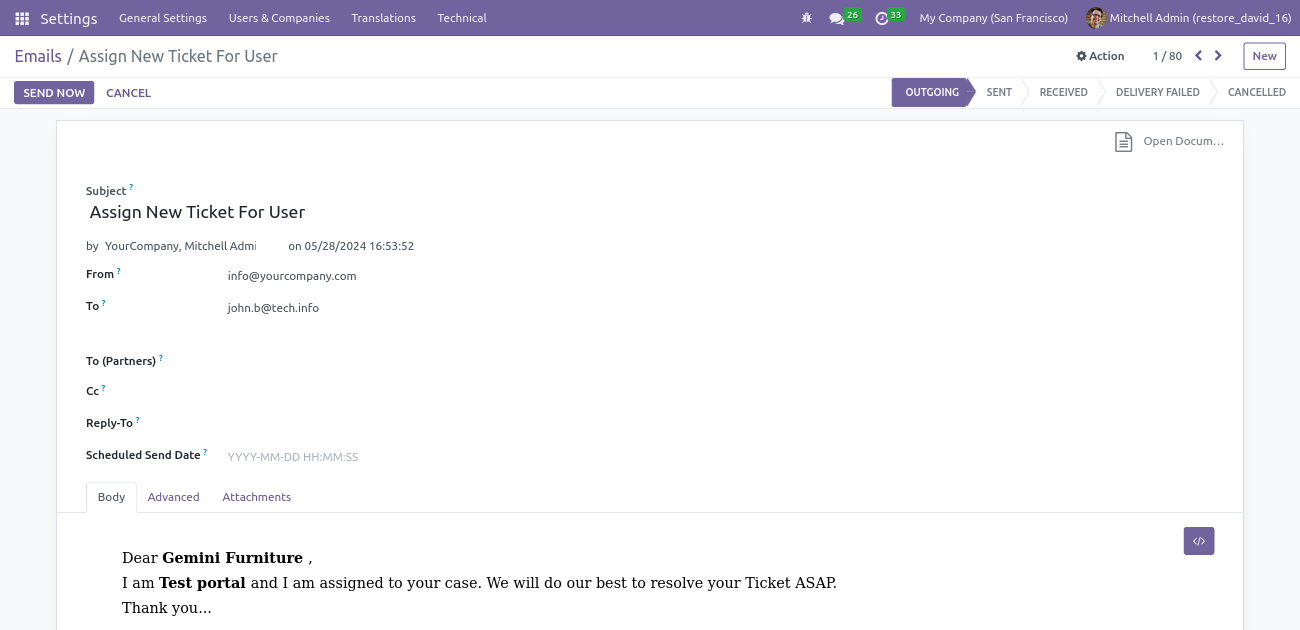 Settings General Settings Users & Companies Translations Technical 26 33 My Company (San Francisco) Mitchell Admin (restore_david_16)
Emails / Assign New Ticket For User Action 1 / 80 New
SEND NOW CANCEL OUTGOING SENT RECEIVED DELIVERY FAILED CANCELLED
Open Docum...
Subject ?
Assign New Ticket For User
by YourCompany, Mitchell Admi on 05/28/2024 16:53:52
From ? info@yourcompany.com
To ? john.b@tech.info
To (Partners) ?
Cc ?
Reply-To ?
Scheduled Send Date ? YYYY-MM-DD HH:MM:SS
Body Advanced Attachments
</>
Dear Gemini Furniture ,
I am Test portal and I am assigned to your case. We will do our best to resolve your Ticket ASAP.
Thank you...